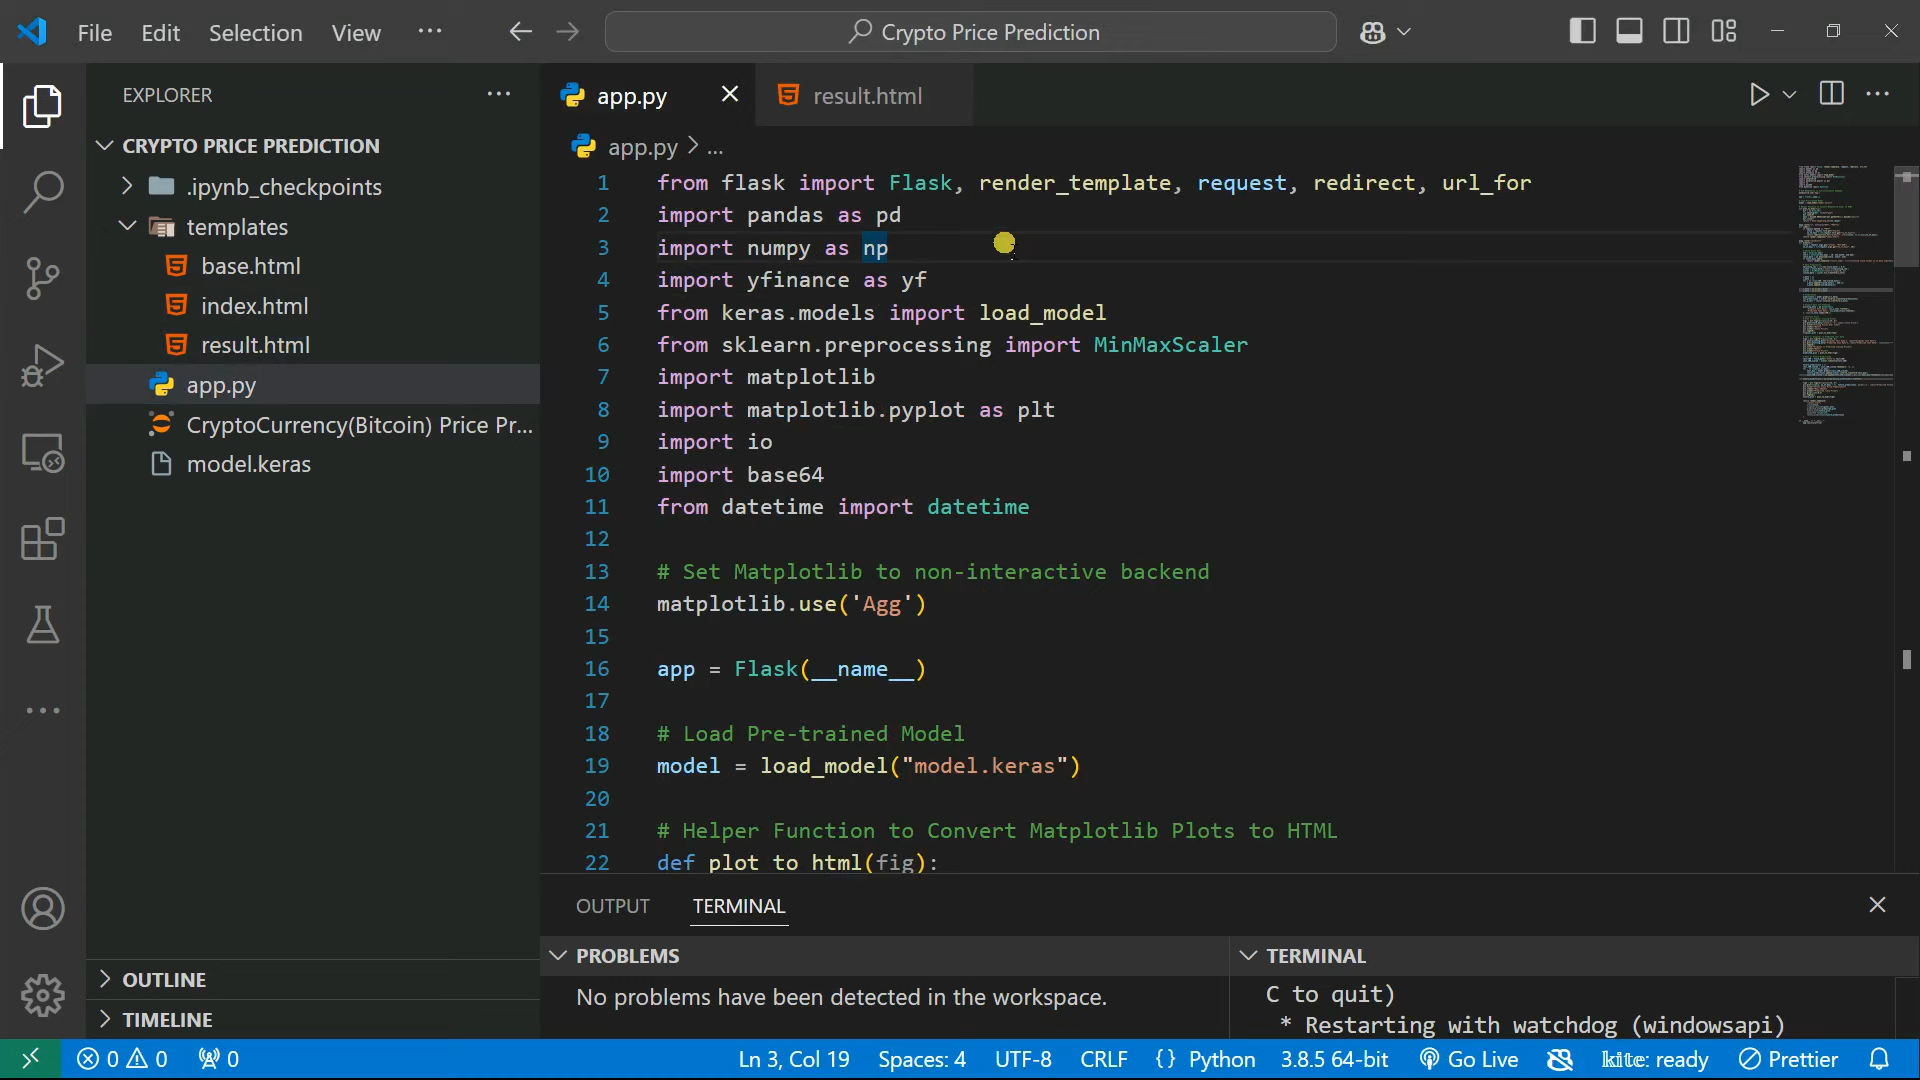 File Edit Selection View ... Crypto Price Prediction
EXPLORER ...
CRYPTO PRICE PREDICTION
.ipynb_checkpoints
templates
base.html
index.html
result.html
app.py
CryptoCurrency(Bitcoin) Price Pr...
model.keras
OUTLINE
TIMELINE
app.py result.html
app.py > ...
1 from flask import Flask, render_template, request, redirect, url_for
2 import pandas as pd
3 import numpy as np
4 import yfinance as yf
5 from keras.models import load_model
6 from sklearn.preprocessing import MinMaxScaler
7 import matplotlib
8 import matplotlib.pyplot as plt
9 import io
10 import base64
11 from datetime import datetime
12
13 # Set Matplotlib to non-interactive backend
14 matplotlib.use('Agg')
15
16 app = Flask(__name__)
17
18 # Load Pre-trained Model
19 model = load_model("model.keras")
20
21 # Helper Function to Convert Matplotlib Plots to HTML
22 def plot_to_html(fig):
OUTPUT TERMINAL
PROBLEMS
No problems have been detected in the workspace.
TERMINAL
C to quit)
* Restarting with watchdog (windowsapi)
0 0 0 Ln 3, Col 19 Spaces: 4 UTF-8 CRLF {} Python 3.8.5 64-bit Go Live kite: ready Prettier